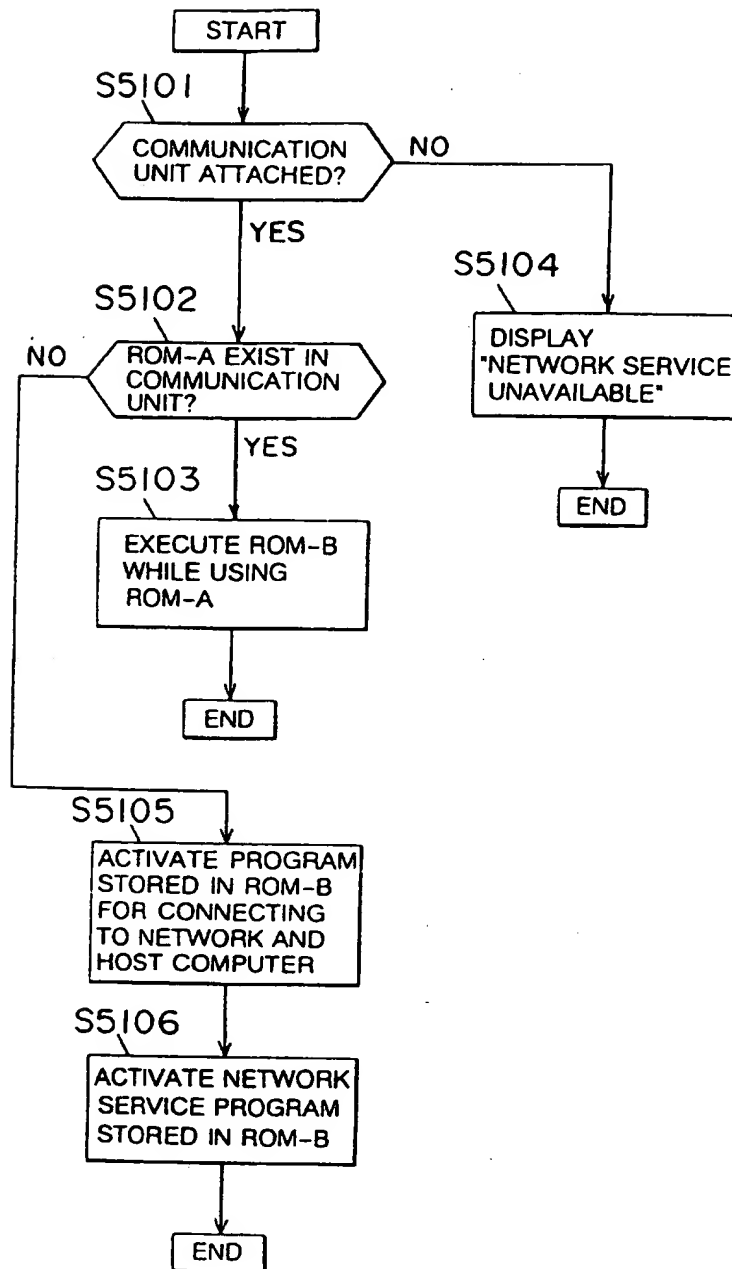 START
S5101
COMMUNICATION
UNIT ATTACHED?
NO
YES
S5104
DISPLAY
"NETWORK SERVICE
UNAVAILABLE"
END
S5102
NO
ROM-A EXIST IN
COMMUNICATION
UNIT?
YES
S5103
EXECUTE ROM-B
WHILE USING
ROM-A
END
S5105
ACTIVATE PROGRAM
STORED IN ROM-B
FOR CONNECTING
TO NETWORK AND
HOST COMPUTER
S5106
ACTIVATE NETWORK
SERVICE PROGRAM
STORED IN ROM-B
END